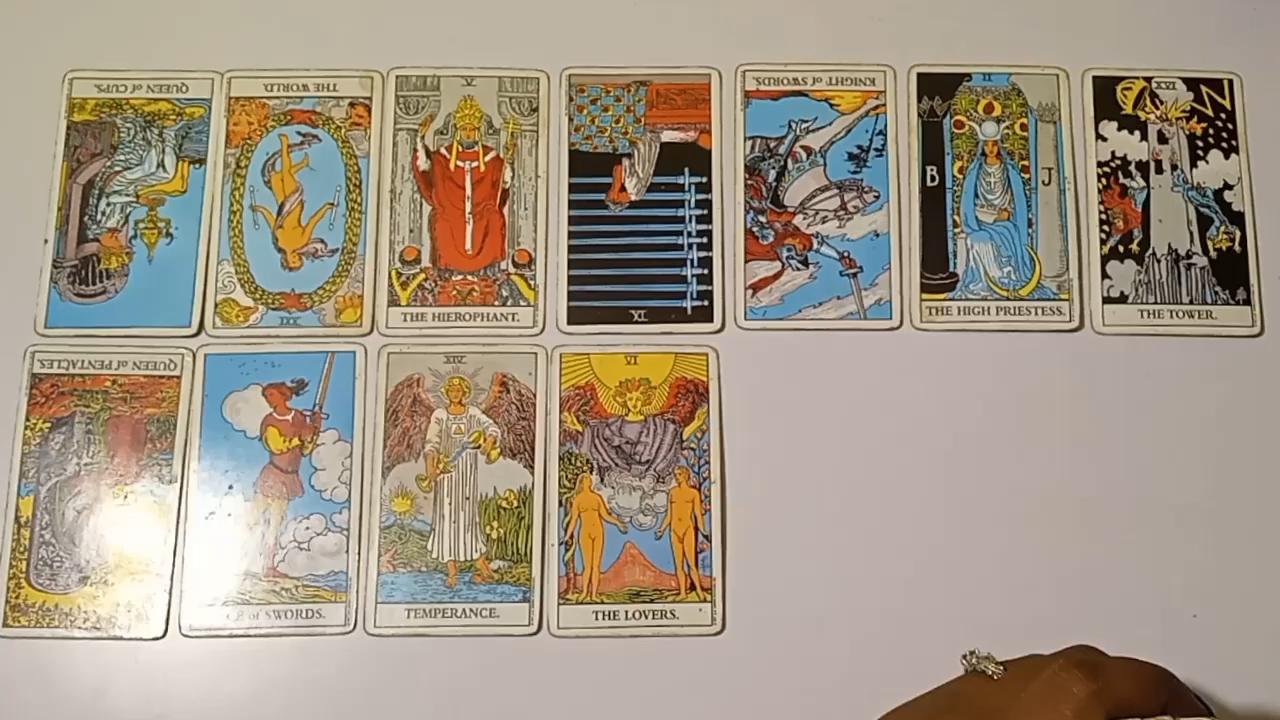 QUEEN of CUPS.
THE WORLD.
XXI
V
THE HIEROPHANT.
IX
KNIGHT of SWORDS.
II
B
J
THE HIGH PRIESTESS.
XVI
THE TOWER.
QUEEN of PENTACLES.
of SWORDS.
XIV
TEMPERANCE.
VI
THE LOVERS.